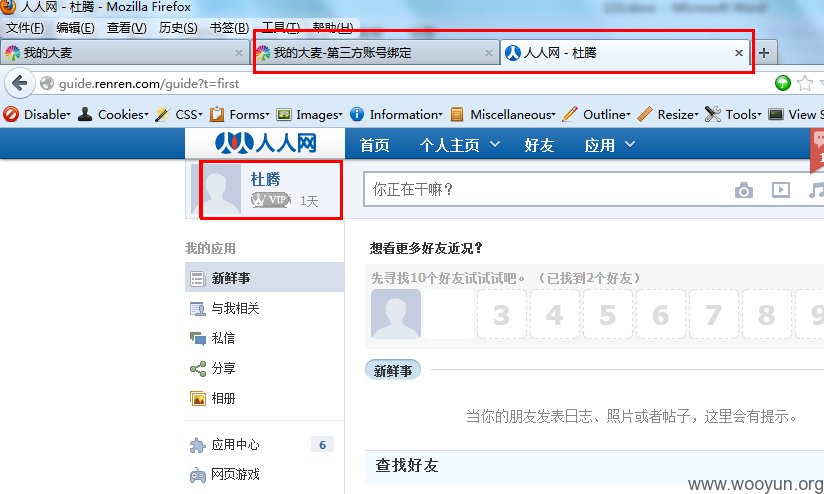 人人网 - 杜腾 - Mozilla Firefox
文件(F) 编辑(E) 查看(V) 历史(S) 书签(B) 工具(T) 帮助(H)
我的大麦 × 我的大麦-第三方账号绑定 × 人人网 - 杜腾 × +
guide.renren.com/guide?t=first
Disable Cookies CSS Forms Images Information Miscellaneous Outline Resize Tools View S
人人网 首页 个人主页 好友 应用
杜腾
VIP 1天
你正在干嘛?
我的应用
想看更多好友近况?
新鲜事
先寻找10个好友试试试吧。 (已找到2个好友)
与我相关
3 4 5 6 7 8 9
私信
分享
新鲜事
相册
当你的朋友发表日志、照片或者帖子，这里会有提示。
应用中心 6
查找好友
网页游戏
www.wooyun.org